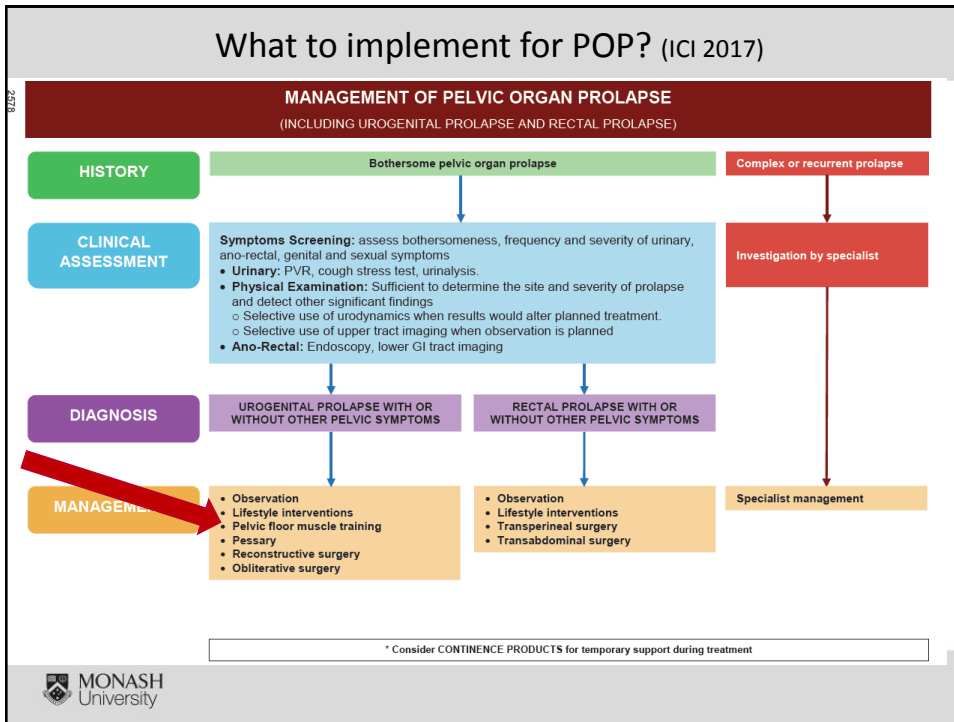 What to implement for POP? (ICI 2017)
2578
MANAGEMENT OF PELVIC ORGAN PROLAPSE
(INCLUDING UROGENITAL PROLAPSE AND RECTAL PROLAPSE)
HISTORY
Bothersome pelvic organ prolapse
Complex or recurrent prolapse
CLINICAL
ASSESSMENT
Symptoms Screening: assess bothersomeness, frequency and severity of urinary,
ano-rectal, genital and sexual symptoms
• Urinary: PVR, cough stress test, urinalysis.
• Physical Examination: Sufficient to determine the site and severity of prolapse
and detect other significant findings
○ Selective use of urodynamics when results would alter planned treatment.
○ Selective use of upper tract imaging when observation is planned
• Ano-Rectal: Endoscopy, lower GI tract imaging
Investigation by specialist
DIAGNOSIS
UROGENITAL PROLAPSE WITH OR
WITHOUT OTHER PELVIC SYMPTOMS
RECTAL PROLAPSE WITH OR
WITHOUT OTHER PELVIC SYMPTOMS
MANAGEMEN
• Observation
• Lifestyle interventions
• Pelvic floor muscle training
• Pessary
• Reconstructive surgery
• Obliterative surgery
• Observation
• Lifestyle interventions
• Transperineal surgery
• Transabdominal surgery
Specialist management
* Consider CONTINENCE PRODUCTS for temporary support during treatment
MONASH
University